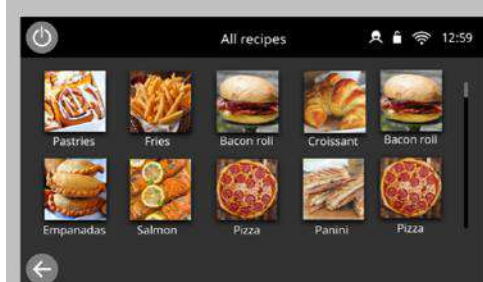 All recipes
12:59
Pastries
Fries
Bacon roll
Croissant
Bacon roll
Empanadas
Salmon
Pizza
Panini
Pizza